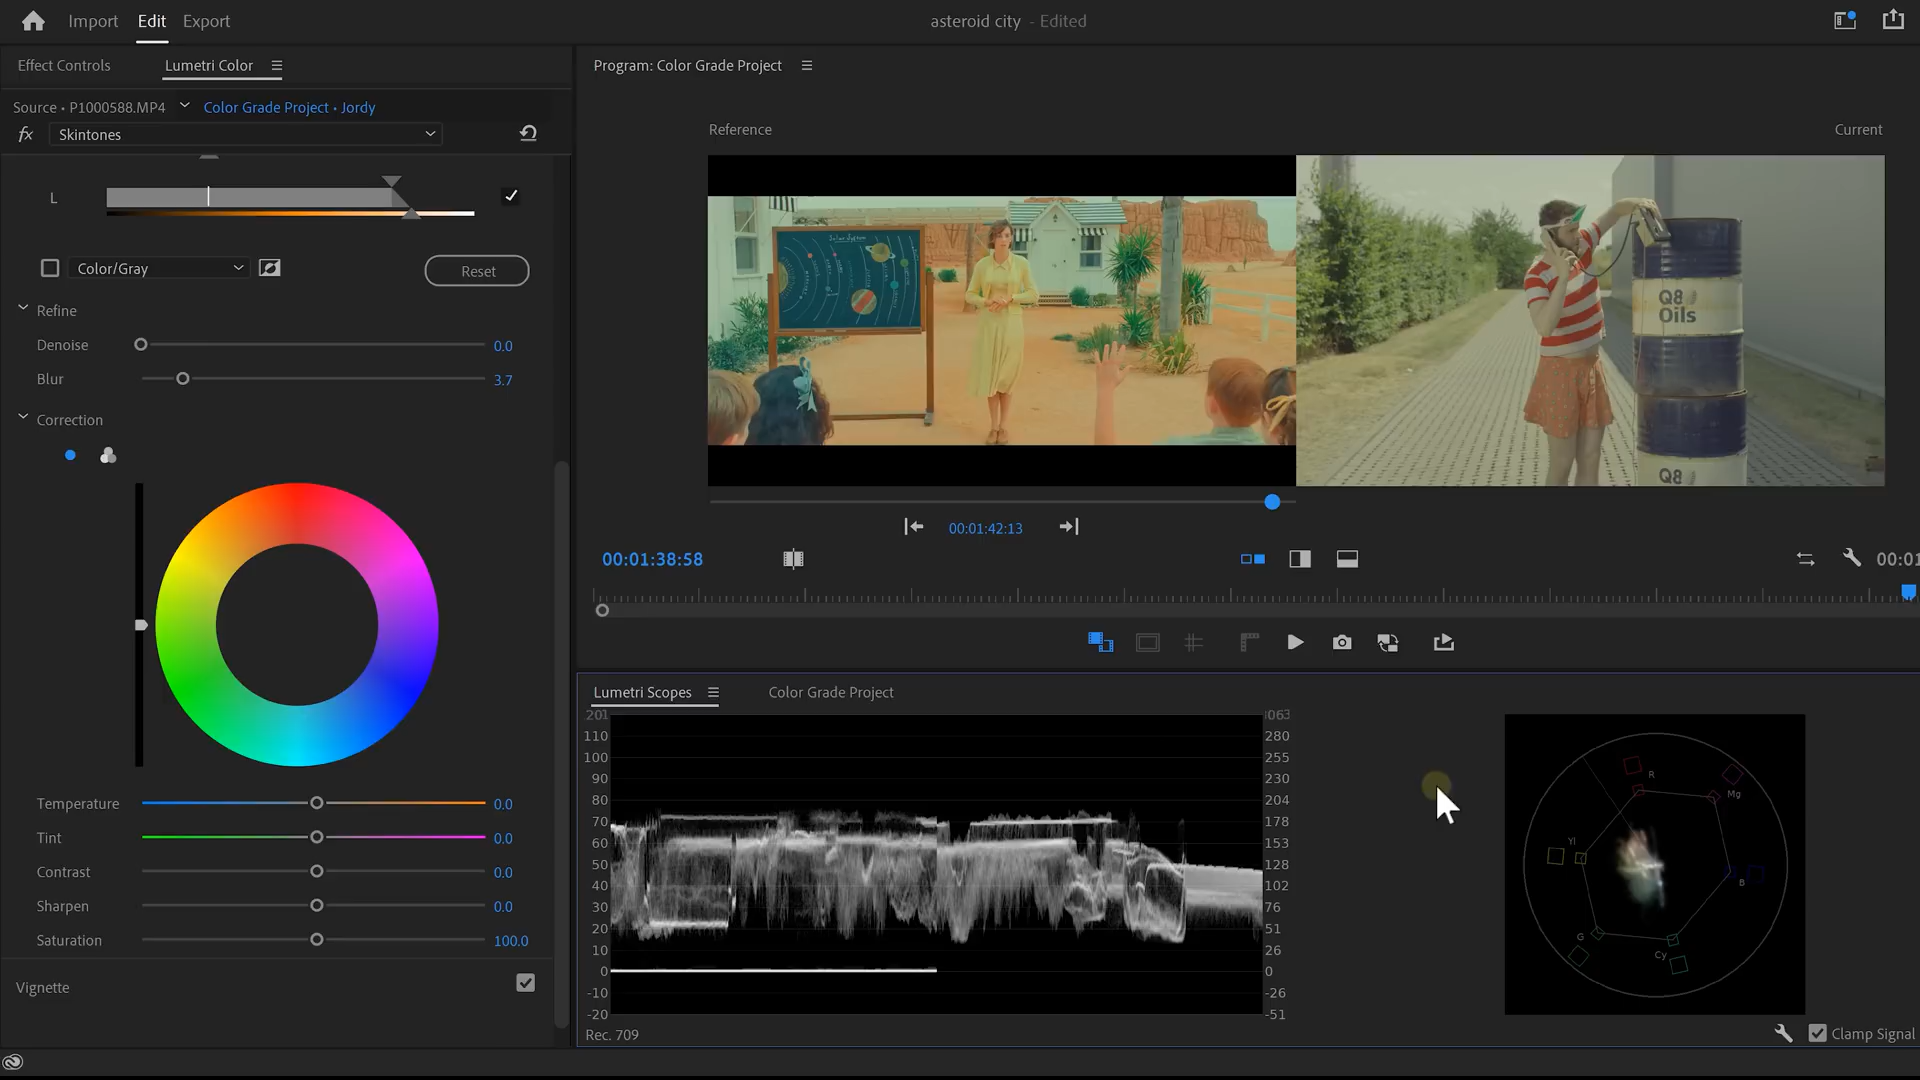 Import Edit Export
asteroid city - Edited
Effect Controls Lumetri Color
Program: Color Grade Project
Source • P1000588.MP4 Color Grade Project • Jordy
fx Skintones
Reference Current
L
Color/Gray Reset
Refine
Denoise 0.0
Blur 3.7
Correction
Solar System
Q8
Oils
Q8
00:01:42:13
00:01:38:58 00:01
Temperature 0.0
Tint 0.0
Contrast 0.0
Sharpen 0.0
Saturation 100.0
Vignette
Lumetri Scopes Color Grade Project
110 280
100 255
90 230
80 204
70 178
60 153
50 128
40 102
30 76
20 51
10 26
0 0
-10 -26
-20 -51
R
Mg
Yl
B
G
Cy
Rec. 709
Clamp Signal